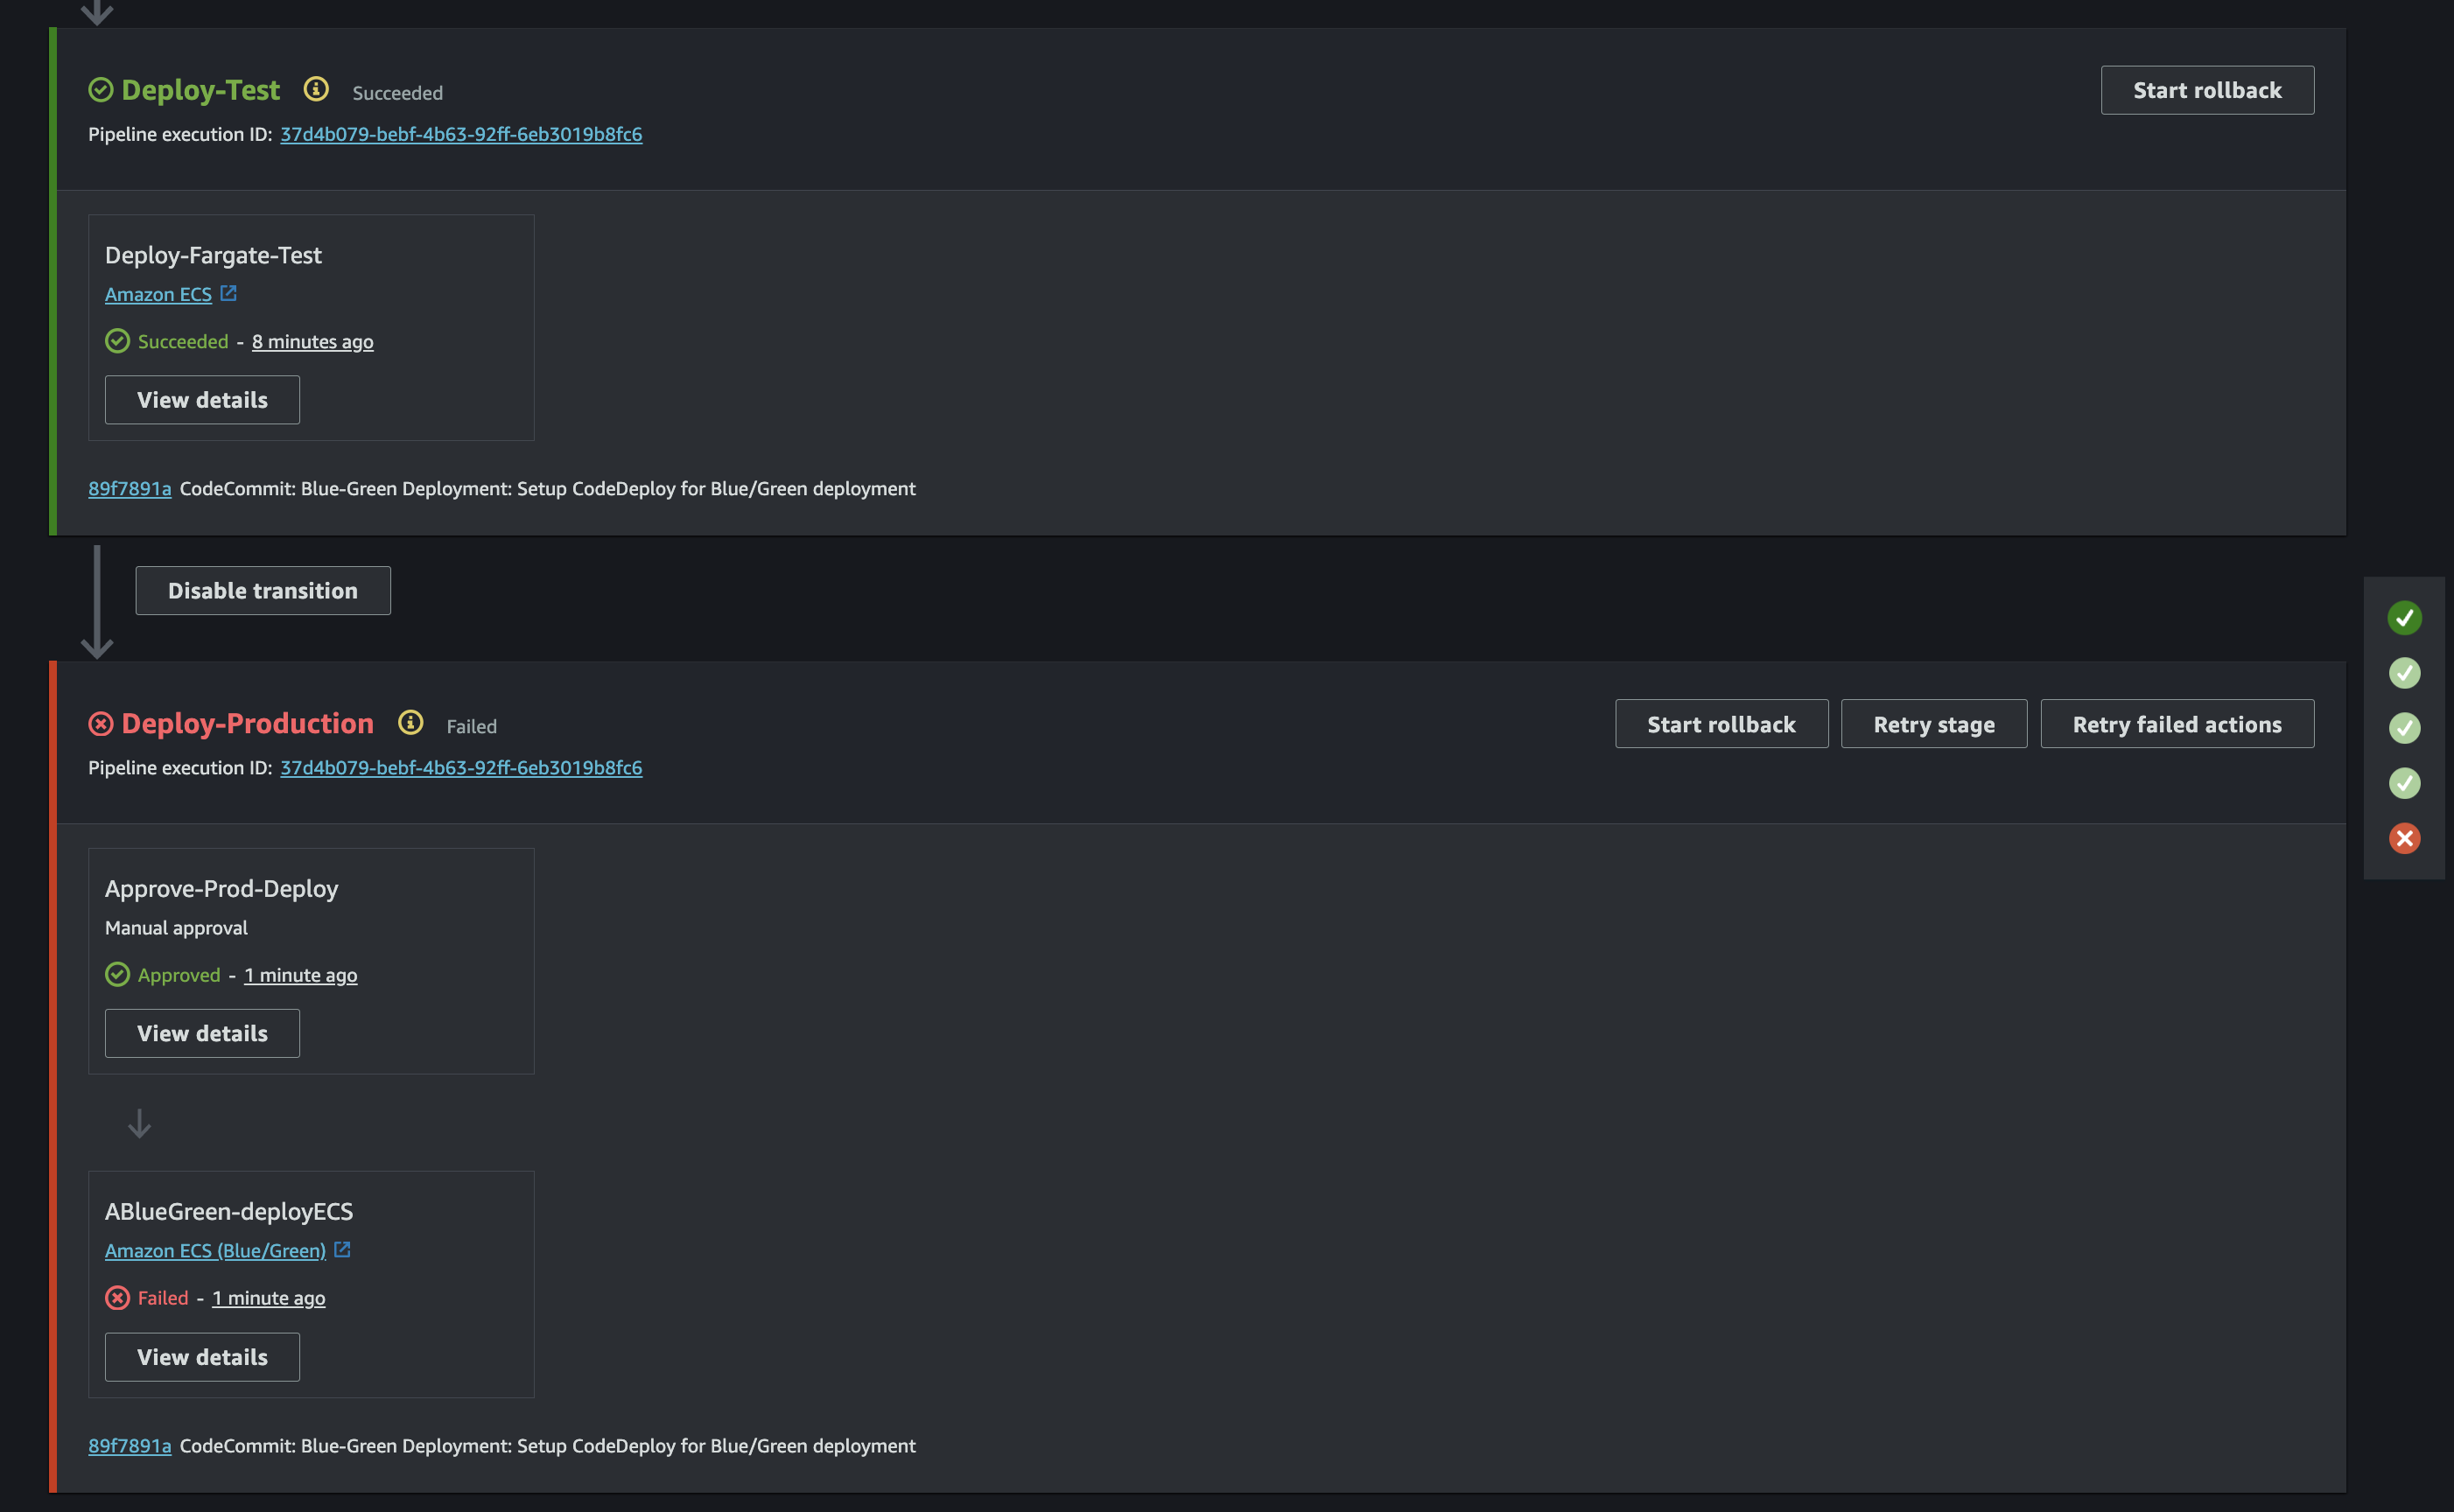 Deploy-Test Succeeded Start rollback
Pipeline execution ID: 37d4b079-bebf-4b63-92ff-6eb3019b8fc6
Deploy-Fargate-Test
Amazon ECS
Succeeded - 8 minutes ago
View details
89f7891a CodeCommit: Blue-Green Deployment: Setup CodeDeploy for Blue/Green deployment
Disable transition
Deploy-Production Failed Start rollback Retry stage Retry failed actions
Pipeline execution ID: 37d4b079-bebf-4b63-92ff-6eb3019b8fc6
Approve-Prod-Deploy
Manual approval
Approved - 1 minute ago
View details
ABlueGreen-deployECS
Amazon ECS (Blue/Green)
Failed - 1 minute ago
View details
89f7891a CodeCommit: Blue-Green Deployment: Setup CodeDeploy for Blue/Green deployment